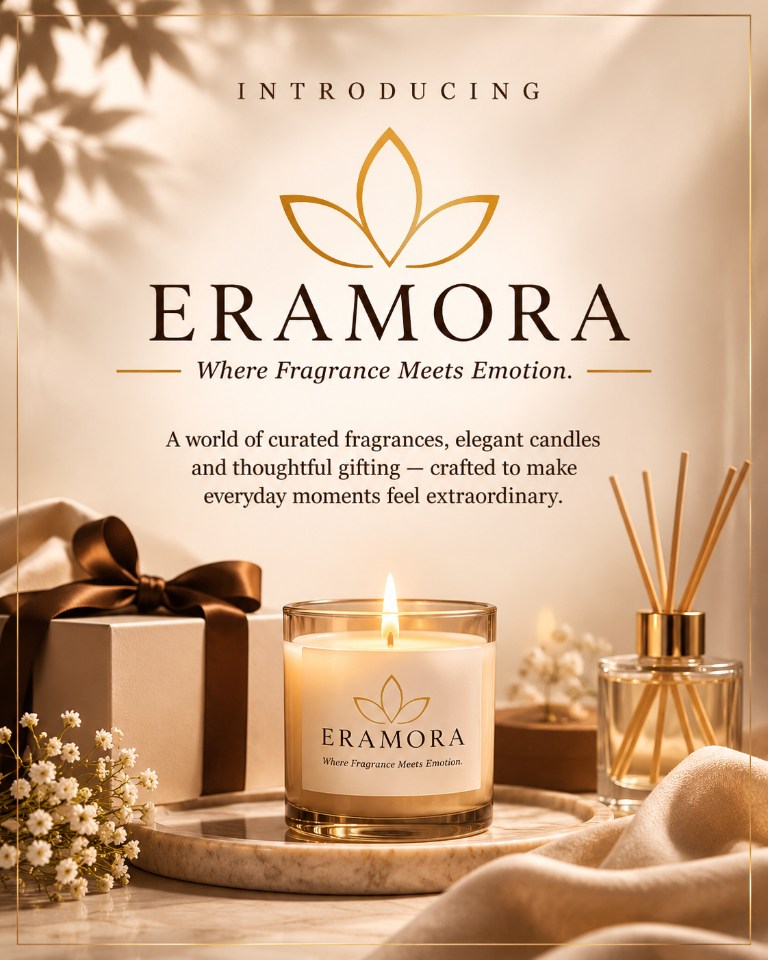 INTRODUCING
ERAMORA
Where Fragrance Meets Emotion.
A world of curated fragrances, elegant candles
and thoughtful gifting — crafted to make
everyday moments feel extraordinary.
ERAMORA
Where Fragrance Meets Emotion.